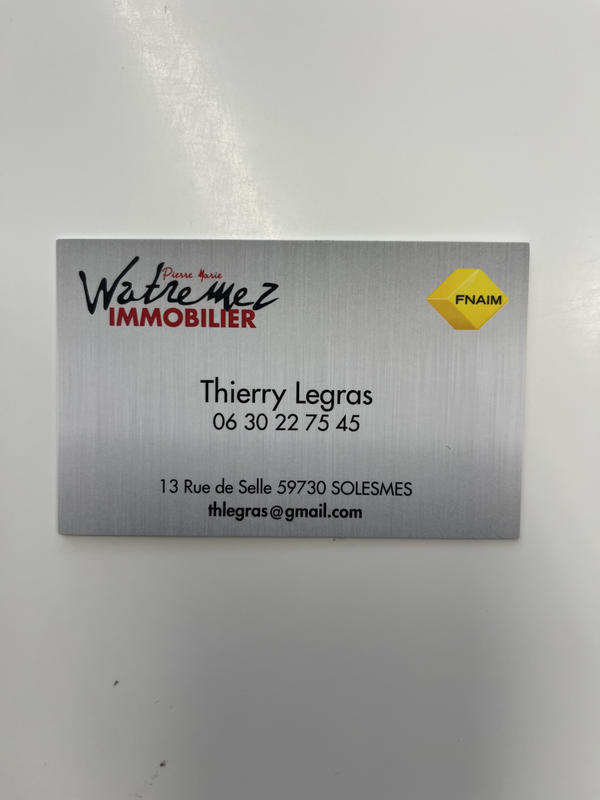 Pierre Marie
Watremez
IMMOBILIER
FNAIM
Thierry Legras
06 30 22 75 45
13 Rue de Selle 59730 SOLESMES
thlegras@gmail.com